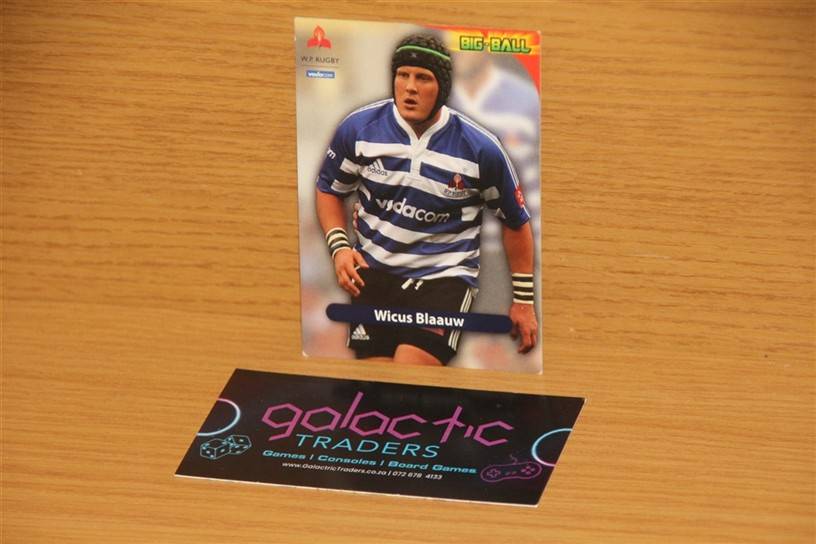 W.P. RUGBY
vodacom
BIG BALL
adidas
vodacom
Wicus Blaauw
adidas
galactic
TRADERS
Games | Consoles | Board Games
www.GalactricTraders.co.za | 072 676 4133